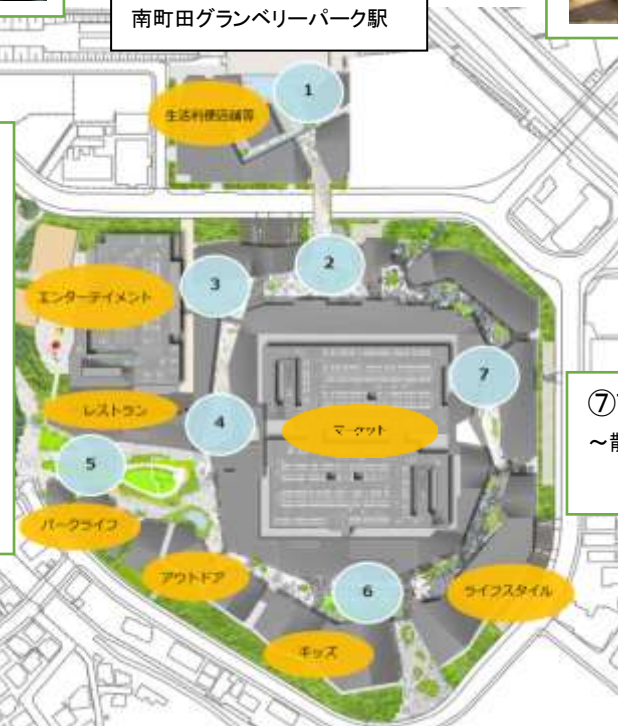 南町田グランベリーパーク駅
1
生活利便店舗等
2
3
エンターテイメント
7
⑦
レストラン
4
マーケット
～散
5
パークライフ
アウトドア
6
ライフスタイル
キッズ